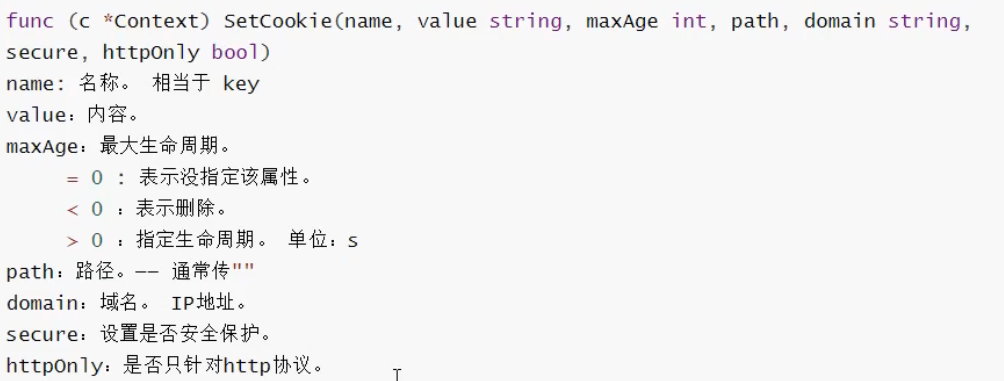 func (c *Context) SetCookie(name, value string, maxAge int, path, domain string,
secure, httpOnly bool)
name: 名称。 相当于 key
value：内容。
maxAge：最大生命周期。
= 0 : 表示没指定该属性。
< 0 ：表示删除。
> 0 ：指定生命周期。 单位：s
path：路径。—— 通常传""
domain：域名。 IP地址。
secure：设置是否安全保护。
httpOnly：是否只针对http协议。